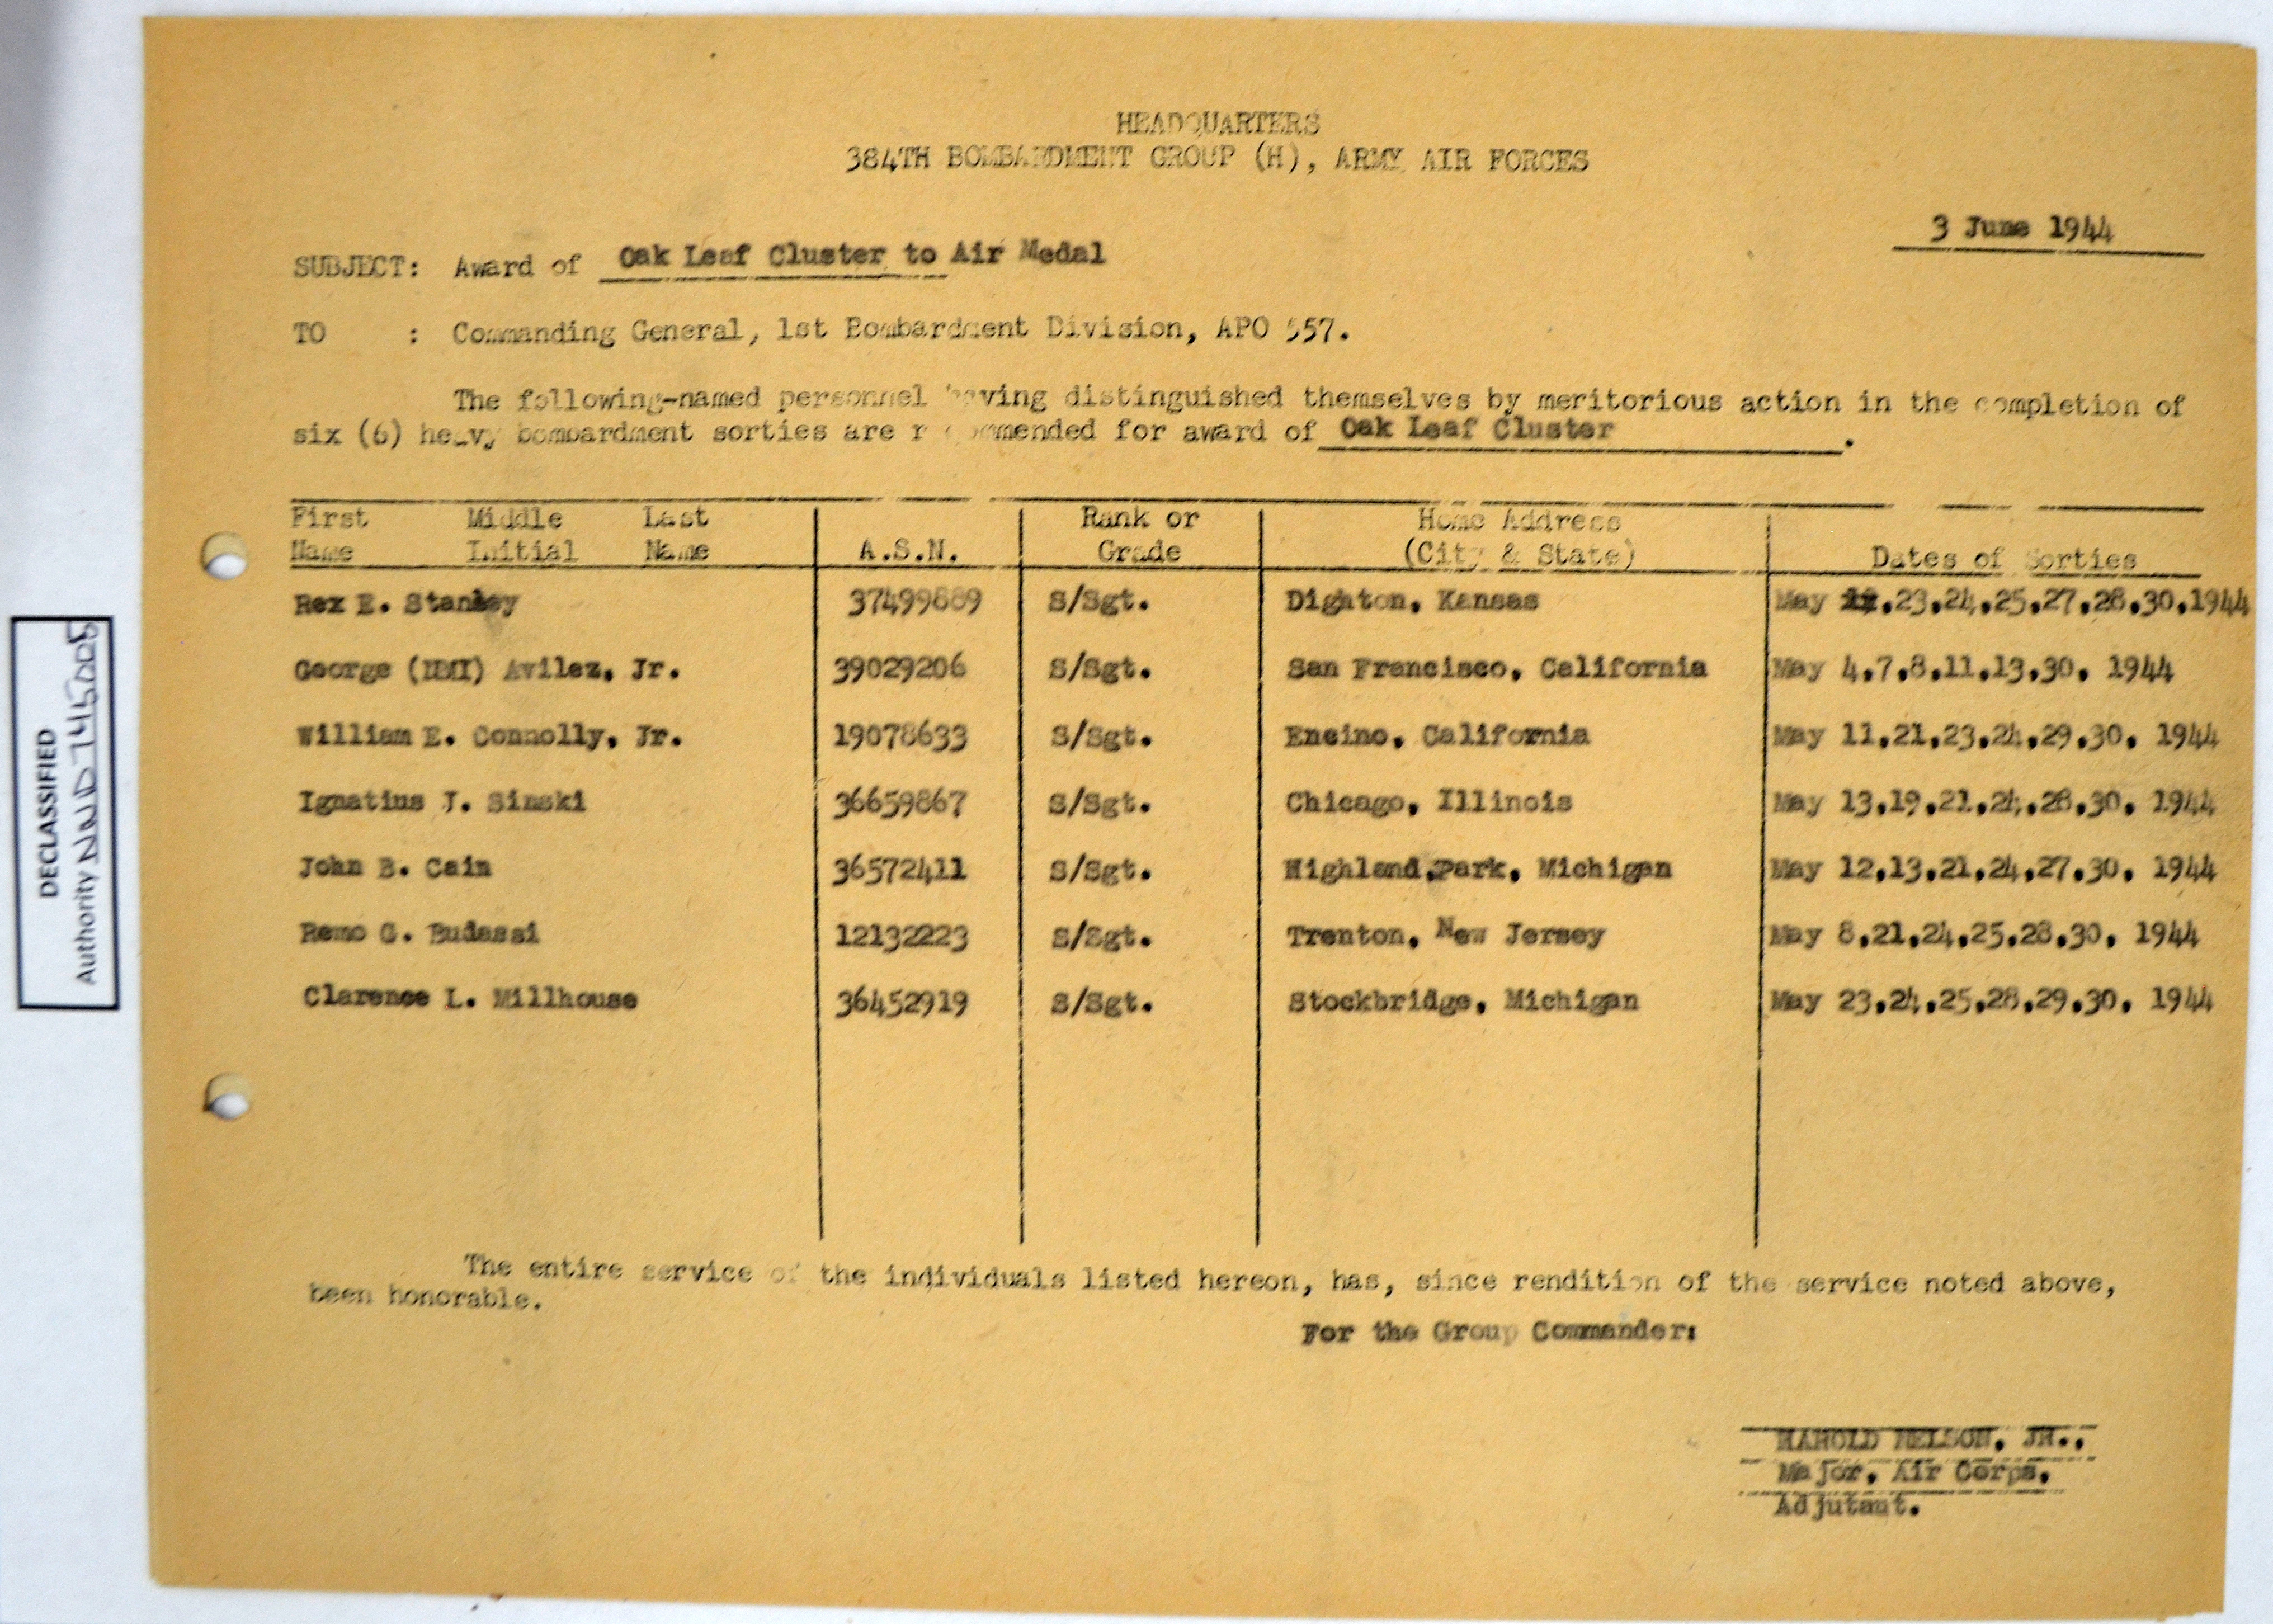 HEADQUARTERS
384TH BOMBARDMENT GROUP (H), ARMY AIR FORCES
3 June 1944
SUBJECT: Award of Oak Leaf Cluster to Air Medal
TO : Commanding General, 1st Bombardment Division, APO 557.
The following-named personnel having distinguished themselves by meritorious action in the completion of
six (6) heavy bombardment sorties are recommended for award of Oak Leaf Cluster .
First Middle Last Rank or Home Address
Name Initial Name A.S.N. Grade (City & State) Dates of Sorties
Rex E. Stanley 37499889 S/Sgt. Dighton, Kansas May 23,24,25,27,28,30,1944
George (NMI) Avilez, Jr. 39029206 S/Sgt. San Francisco, California May 4,7,8,11,13,30, 1944
William E. Connolly, Jr. 19078633 S/Sgt. Encino, California May 11,21,23,24,29,30, 1944
Ignatius J. Sinski 36659867 S/Sgt. Chicago, Illinois May 13,19,21,24,28,30, 1944
John B. Cain 36572411 S/Sgt. Highland Park, Michigan May 12,13,21,24,27,30, 1944
Remo G. Budassi 12132223 S/Sgt. Trenton, New Jersey May 8,21,24,25,28,30, 1944
Clarence L. Millhouse 36452919 S/Sgt. Stockbridge, Michigan May 23,24,25,28,29,30, 1944
The entire service of the individuals listed hereon, has, since rendition of the service noted above,
been honorable.
For the Group Commander:
HAROLD NELSON, JR.,
Major, Air Corps,
Adjutant.
DECLASSIFIED
Authority NND 745005